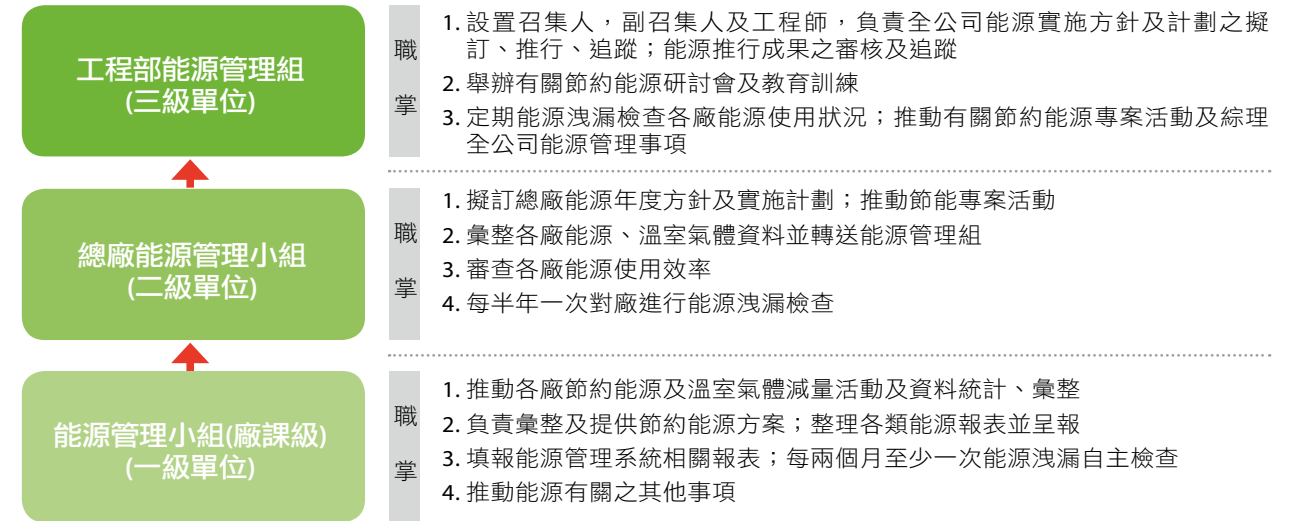 工程部能源管理組
(三級單位)
職
掌
1. 設置召集人，副召集人及工程師，負責全公司能源實施方針及計劃之擬
訂、推行、追蹤；能源推行成果之審核及追蹤
2. 舉辦有關節約能源研討會及教育訓練
3. 定期能源洩漏檢查各廠能源使用狀況；推動有關節約能源專案活動及綜理
全公司能源管理事項
總廠能源管理小組
(二級單位)
職
掌
1. 擬訂總廠能源年度方針及實施計劃；推動節能專案活動
2. 彙整各廠能源、溫室氣體資料並轉送能源管理組
3. 審查各廠能源使用效率
4. 每半年一次對廠進行能源洩漏檢查
能源管理小組(廠課級)
(一級單位)
職
掌
1. 推動各廠節約能源及溫室氣體減量活動及資料統計、彙整
2. 負責彙整及提供節約能源方案；整理各類能源報表並呈報
3. 填報能源管理系統相關報表；每兩個月至少一次能源洩漏自主檢查
4. 推動能源有關之其他事項